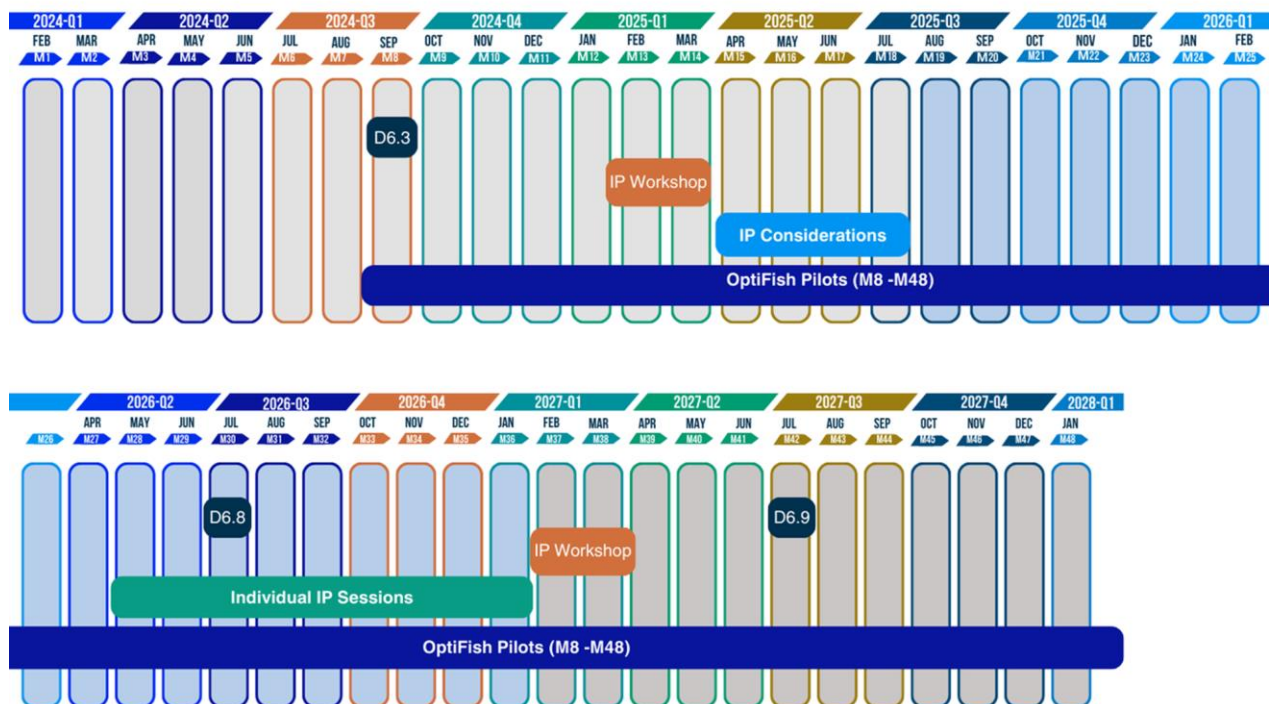 2024-Q1 2024-Q2 2024-Q3 2024-Q4 2025-Q1 2025-Q2 2025-Q3 2025-Q4 2026-Q1
FEB MAR APR MAY JUN JUL AUG SEP OCT NOV DEC JAN FEB MAR APR MAY JUN JUL AUG SEP OCT NOV DEC JAN FEB
M1 M2 M3 M4 M5 M6 M7 M8 M9 M10 M11 M12 M13 M14 M15 M16 M17 M18 M19 M20 M21 M22 M23 M24 M25
D6.3
IP Workshop
IP Considerations
OptiFish Pilots (M8 -M48)
2026-Q2 2026-Q3 2026-Q4 2027-Q1 2027-Q2 2027-Q3 2027-Q4 2028-Q1
APR MAY JUN JUL AUG SEP OCT NOV DEC JAN FEB MAR APR MAY JUN JUL AUG SEP OCT NOV DEC JAN
M26 M27 M28 M29 M30 M31 M32 M33 M34 M35 M36 M37 M38 M39 M40 M41 M42 M43 M44 M45 M46 M47 M48
D6.8 D6.9
IP Workshop
Individual IP Sessions
OptiFish Pilots (M8 -M48)